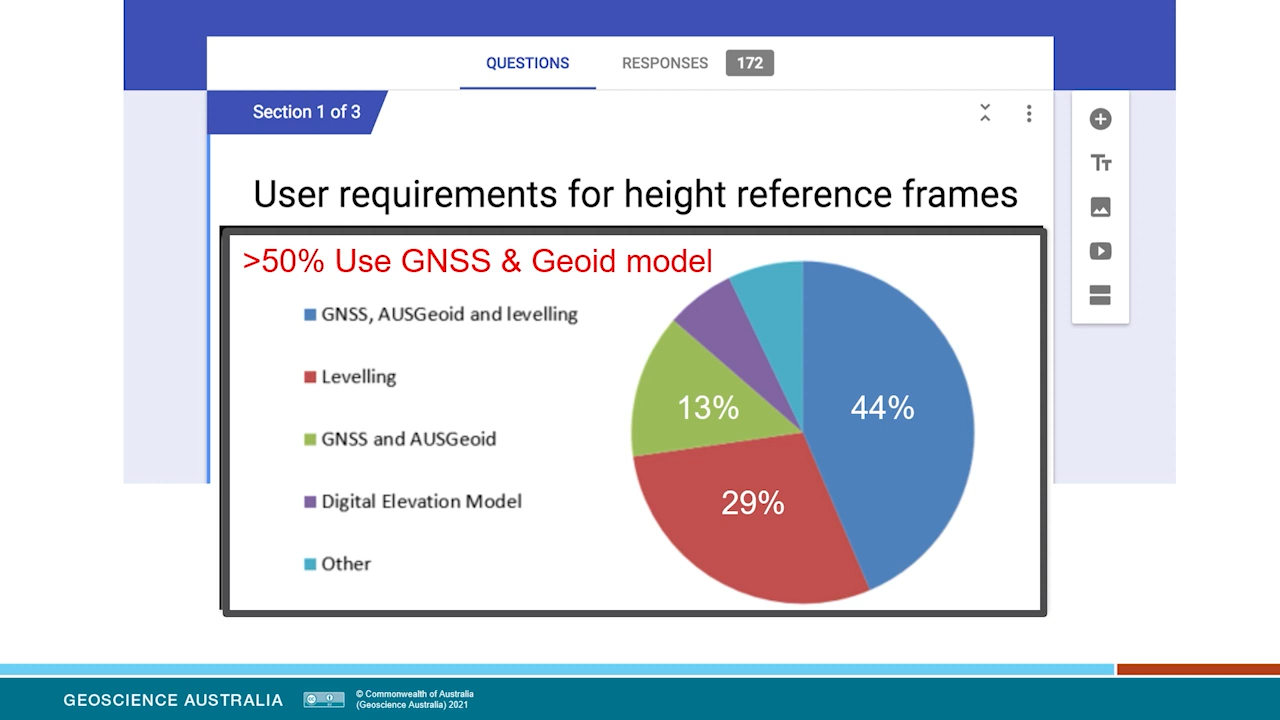 QUESTIONS
RESPONSES 172
Section 1 of 3
User requirements for height reference frames
>50% Use GNSS & Geoid model
GNSS, AUSGeoid and levelling
Levelling
GNSS and AUSGeoid
Digital Elevation Model
Other
13%
44%
29%
GEOSCIENCE AUSTRALIA
© Commonwealth of Australia
(Geoscience Australia) 2021